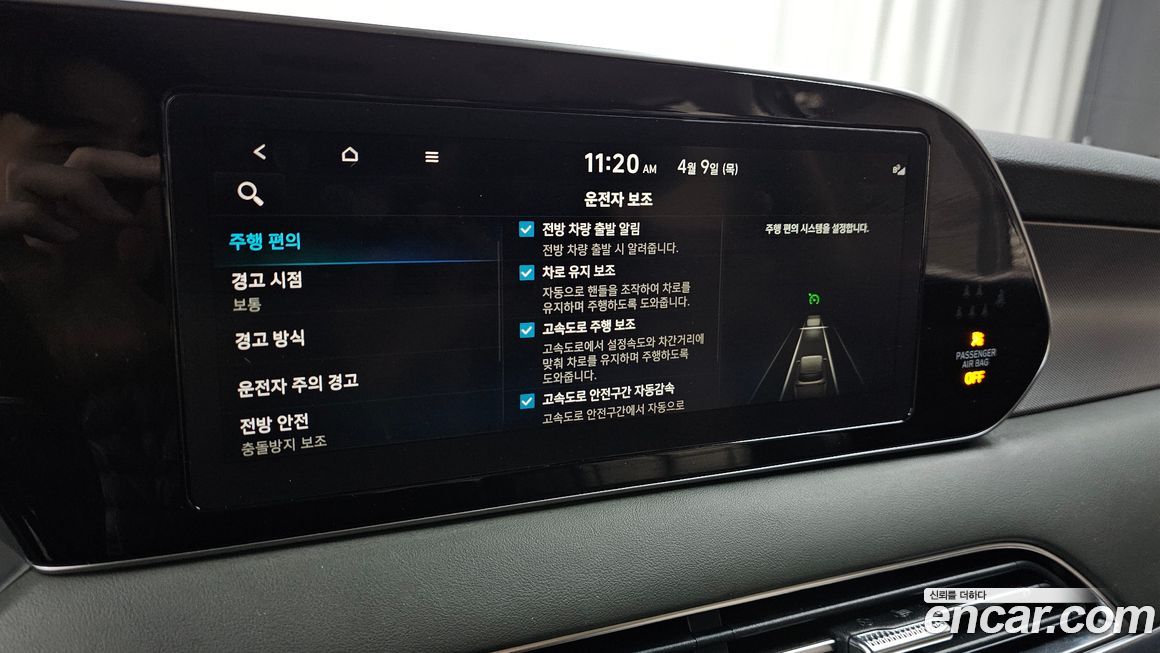 11:20 AM 4월 9일 (목)
운전자 보조
주행 편의
경고 시점
보통
경고 방식
운전자 주의 경고
전방 안전
충돌방지 보조
전방 차량 출발 알림
전방 차량 출발 시 알려줍니다.
차로 유지 보조
자동으로 핸들을 조작하여 차로를
유지하며 주행하도록 도와줍니다.
고속도로 주행 보조
고속도로에서 설정속도와 차간거리에
맞춰 차로를 유지하며 주행하도록
도와줍니다.
고속도로 안전구간 자동감속
고속도로 안전구간에서 자동으로
주행 편의 시스템을 설정합니다.
PASSENGER
AIR BAG
OFF
신뢰를 더하다
encar.com